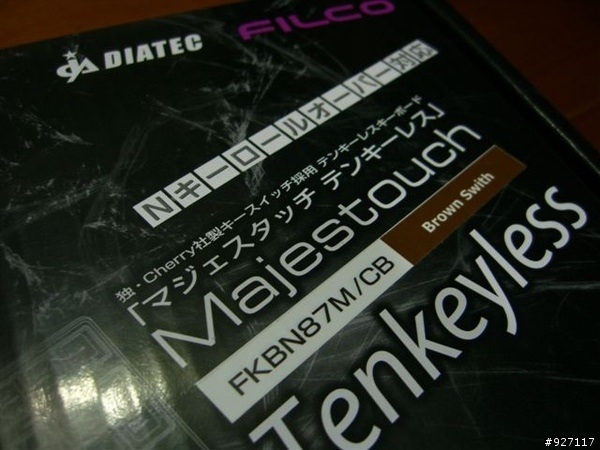 DIATEC
FILCO
Nキーロールオーバー対応
独・Cherry社製キースイッチ採用 テンキーレスキーボード
「マジェスタッチ テンキーレス」
Majestouch
FKBN87M/CB
Brown Swith
Tenkeyless
#927117